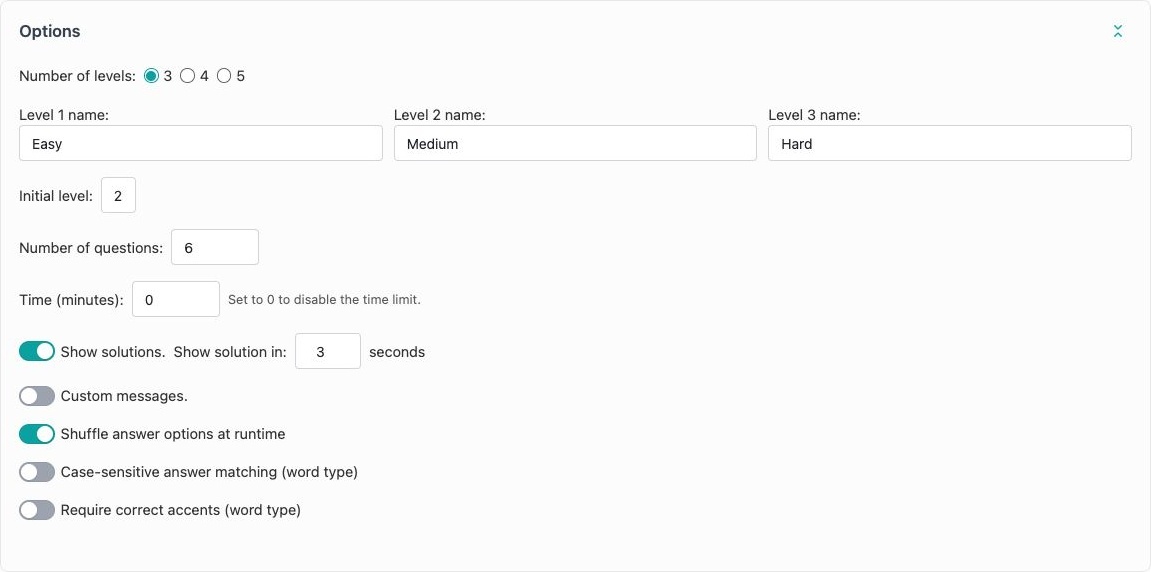 Options
Number of levels: 3 4 5
Level 1 name: Level 2 name: Level 3 name:
Easy Medium Hard
Initial level: 2
Number of questions: 6
Time (minutes): 0 Set to 0 to disable the time limit.
Show solutions. Show solution in: 3 seconds
Custom messages.
Shuffle answer options at runtime
Case-sensitive answer matching (word type)
Require correct accents (word type)